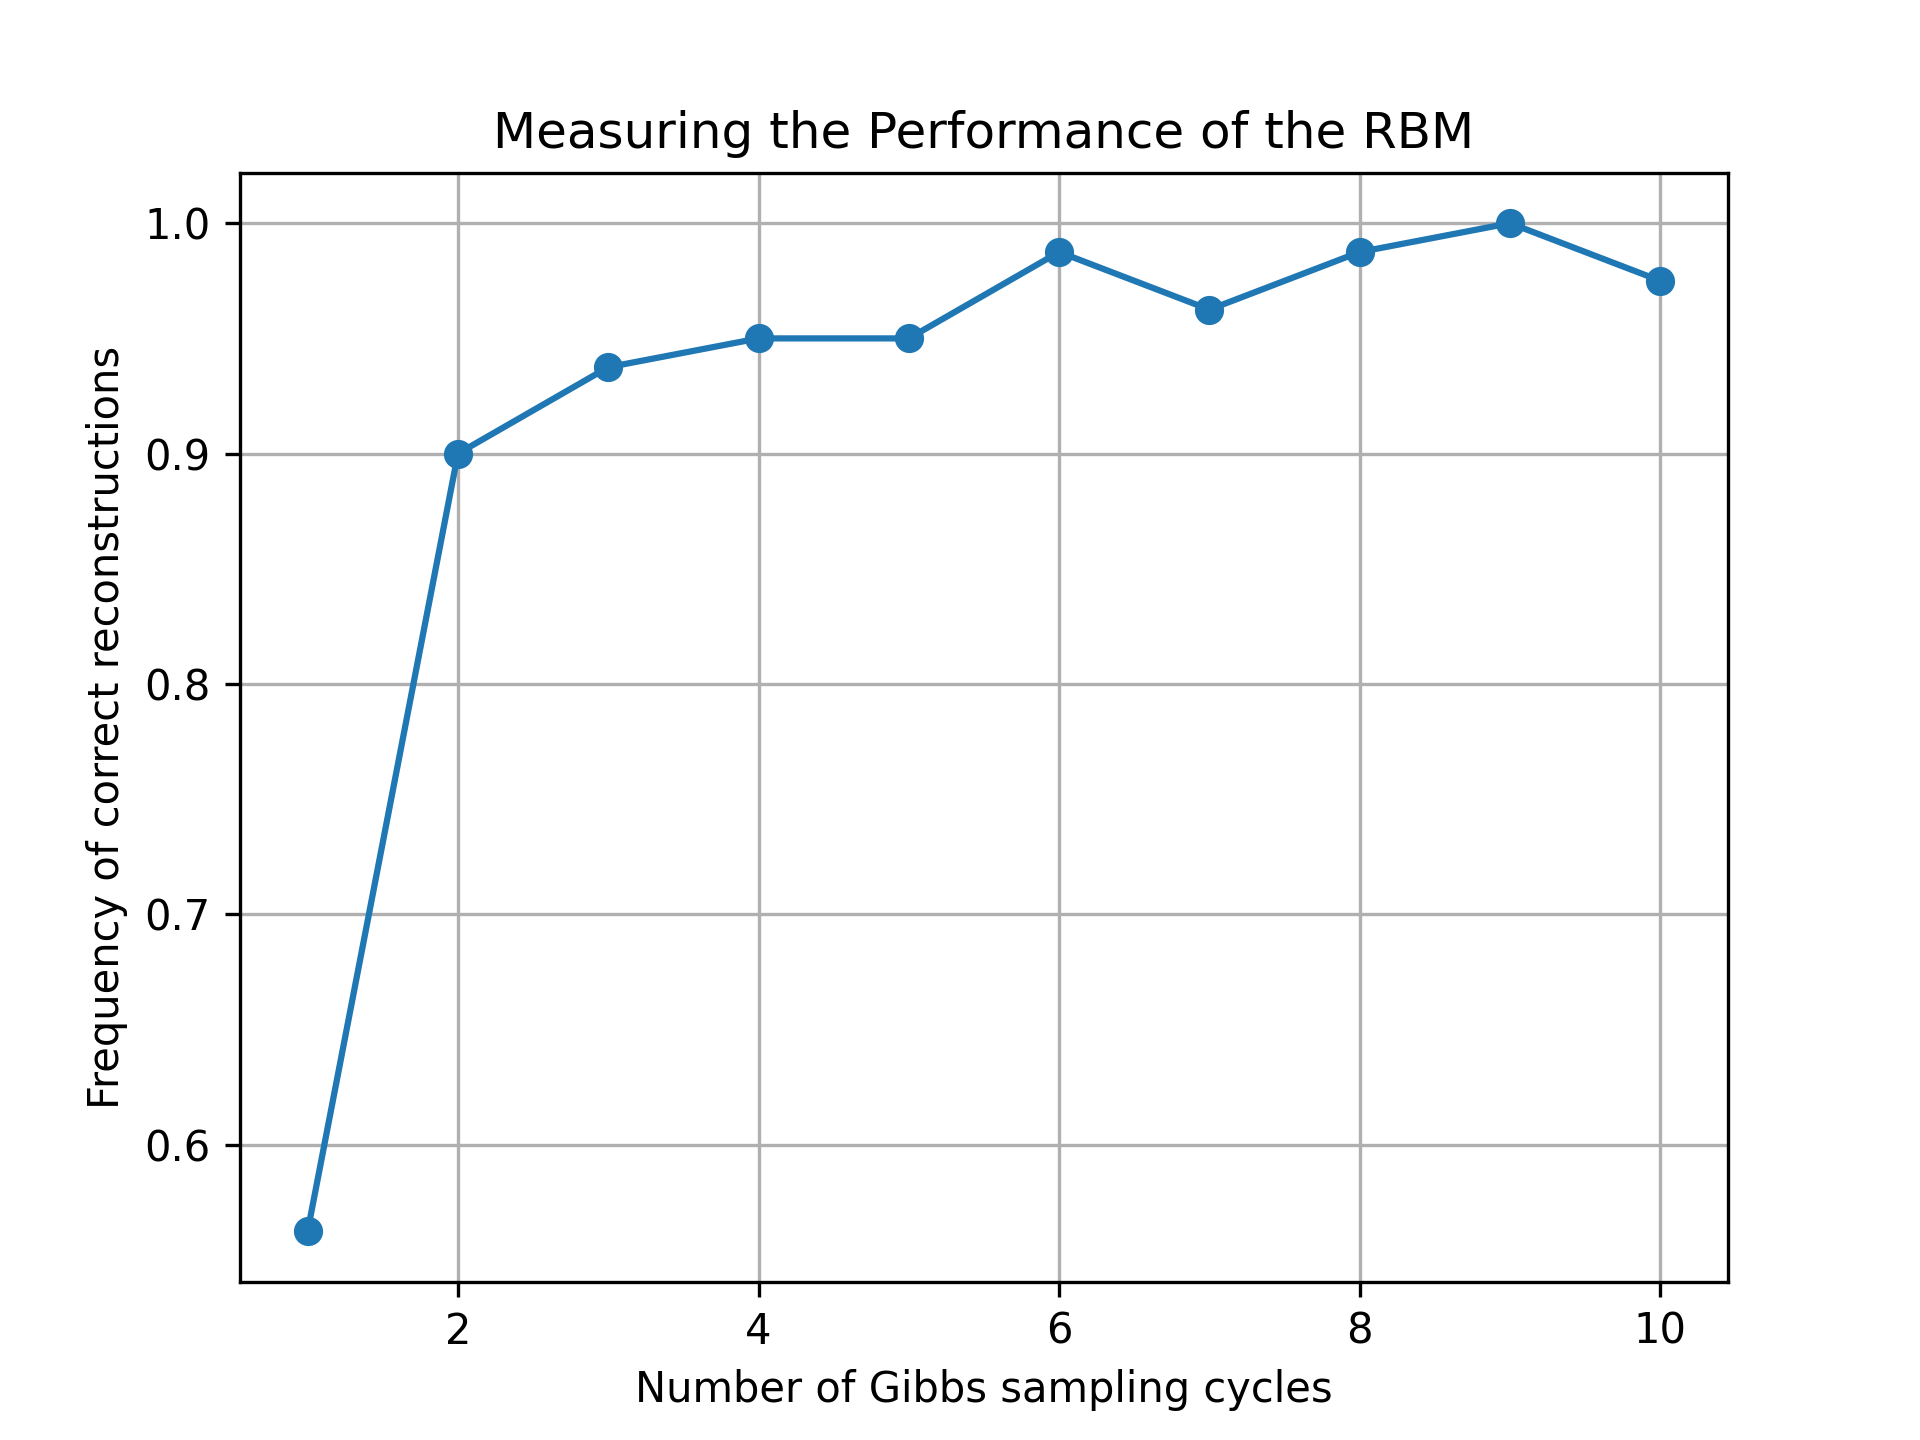 Measuring the Performance of the RBM
Frequency of correct reconstructions
1.0
0.9
0.8
0.7
0.6
2 4 6 8 10
Number of Gibbs sampling cycles